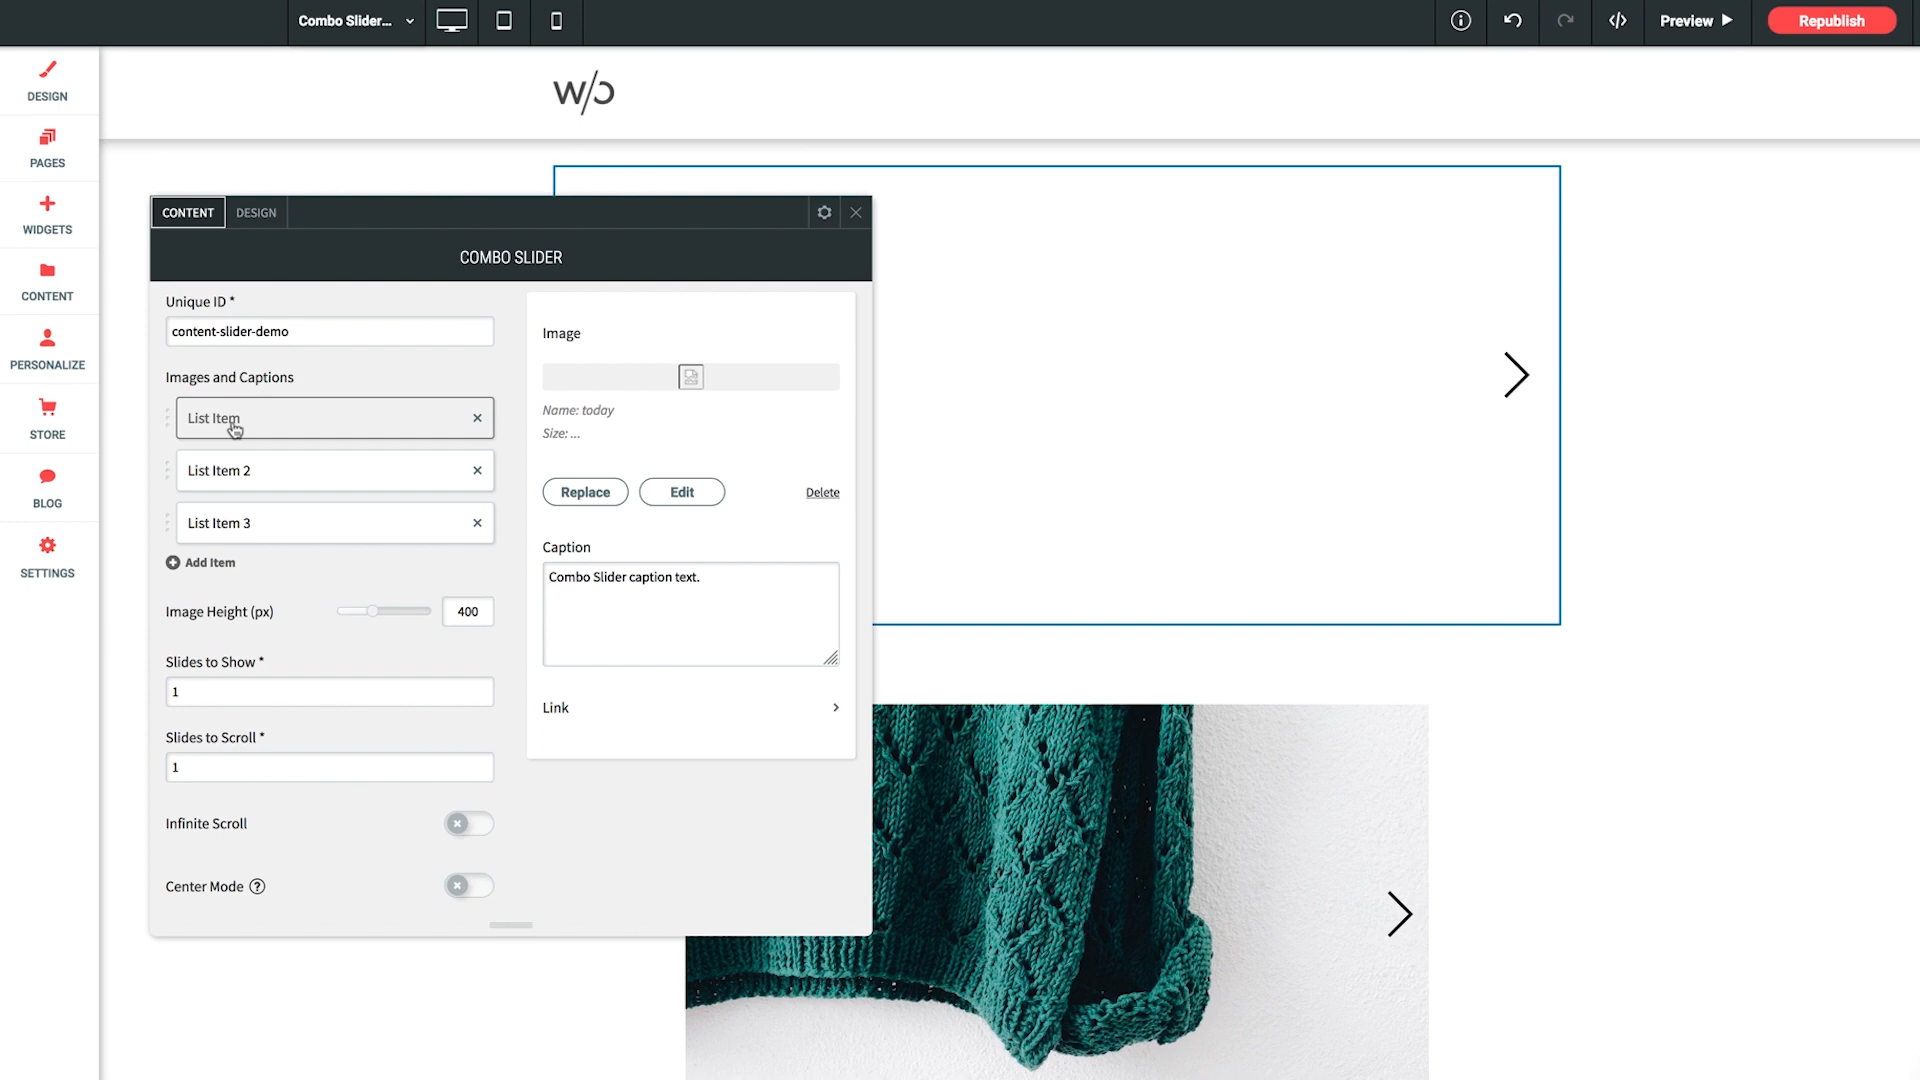 Combo Slider...
Preview
Republish
DESIGN
PAGES
WIDGETS
CONTENT
PERSONALIZE
STORE
BLOG
SETTINGS
W/C
CONTENT
DESIGN
COMBO SLIDER
Unique ID *
content-slider-demo
Images and Captions
List Item
List Item 2
List Item 3
Add Item
Image Height (px)
400
Slides to Show *
1
Slides to Scroll *
1
Infinite Scroll
Center Mode ?
Image
Name: today
Size: ...
Replace
Edit
Delete
Caption
Combo Slider caption text.
Link